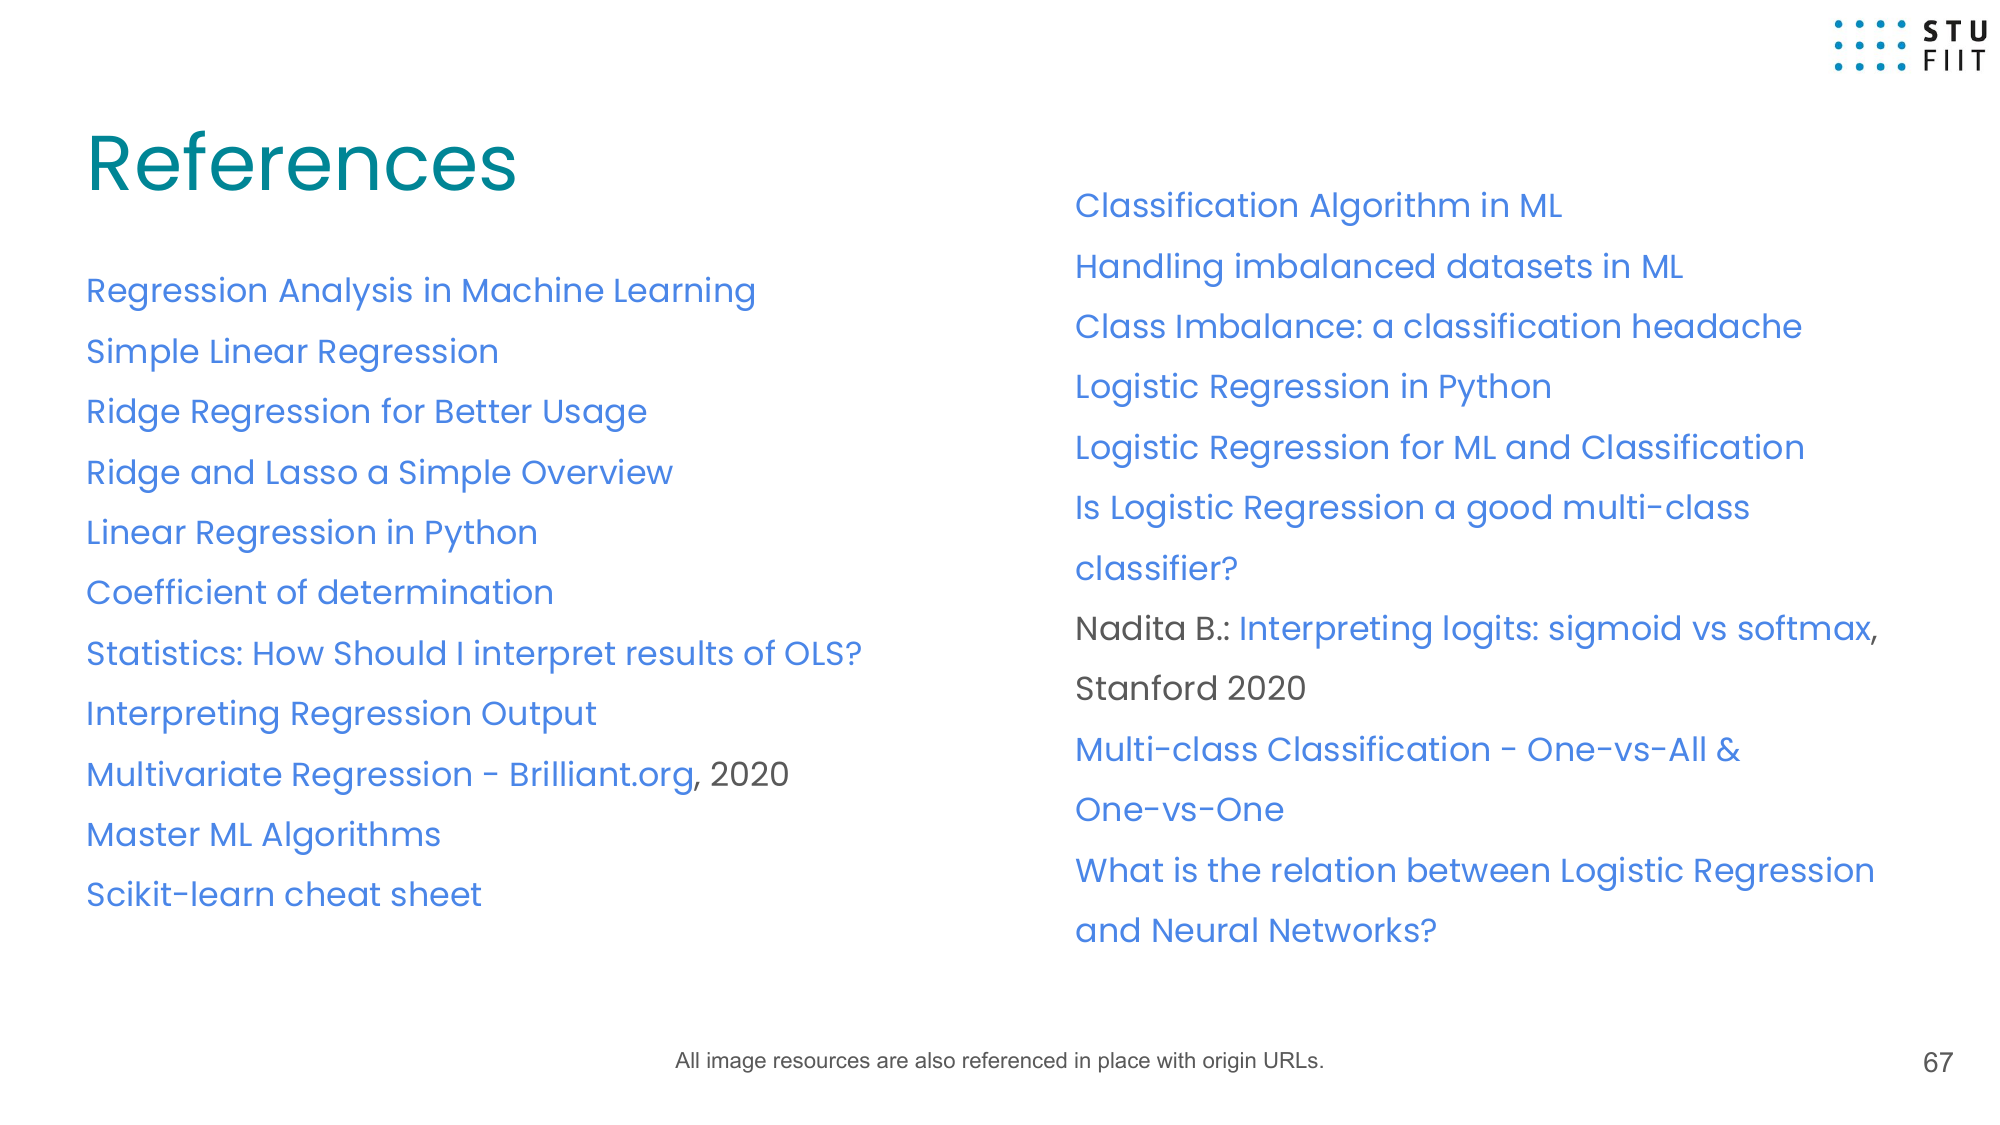 STU
FIIT
References
Regression Analysis in Machine Learning
Simple Linear Regression
Ridge Regression for Better Usage
Ridge and Lasso a Simple Overview
Linear Regression in Python
Coefficient of determination
Statistics: How Should I interpret results of OLS?
Interpreting Regression Output
Multivariate Regression - Brilliant.org, 2020
Master ML Algorithms
Scikit-learn cheat sheet
Classification Algorithm in ML
Handling imbalanced datasets in ML
Class Imbalance: a classification headache
Logistic Regression in Python
Logistic Regression for ML and Classification
Is Logistic Regression a good multi-class
classifier?
Nadita B.: Interpreting logits: sigmoid vs softmax,
Stanford 2020
Multi-class Classification - One-vs-All &
One-vs-One
What is the relation between Logistic Regression
and Neural Networks?
All image resources are also referenced in place with origin URLs.
67